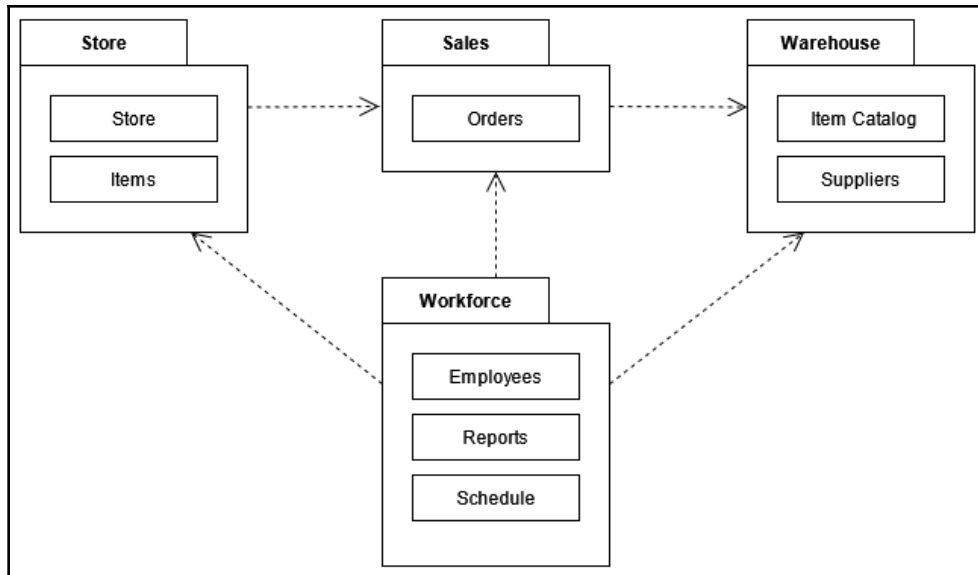 Store
Store
Items
Sales
Orders
Warehouse
Item Catalog
Suppliers
Workforce
Employees
Reports
Schedule